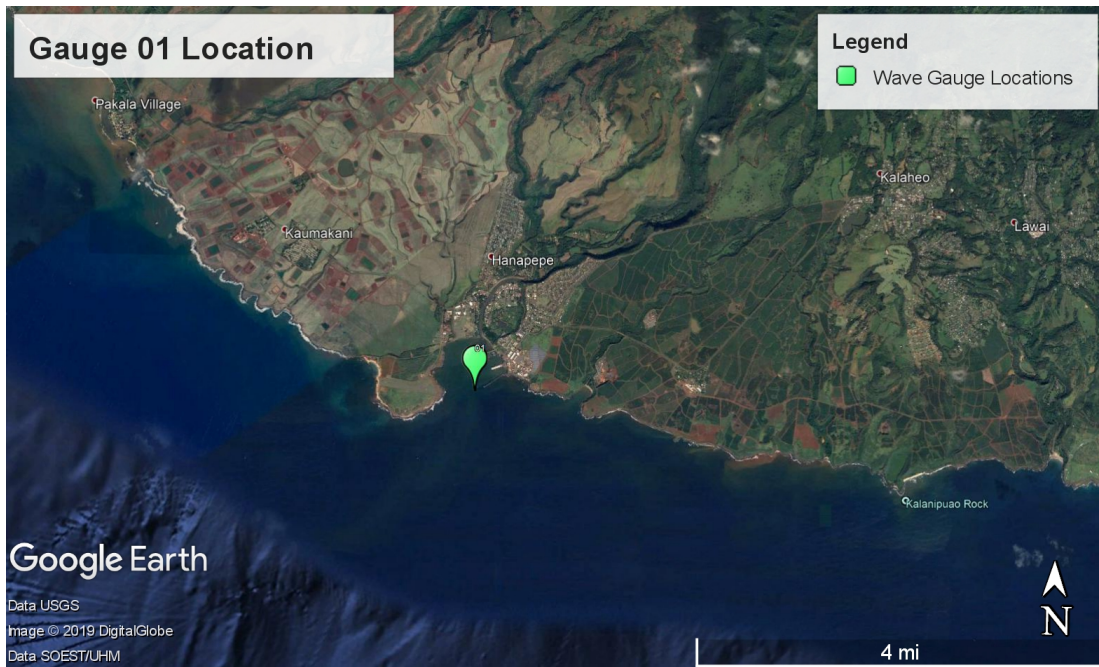 Gauge 01 Location
Legend
Wave Gauge Locations
Pakala Village
Kalaheo
Lawai
Kaumakani
Hanapepe
01
Kalanipuao Rock
Google Earth
Data USGS
Image © 2019 DigitalGlobe
Data SOEST/UHM
N
4 mi